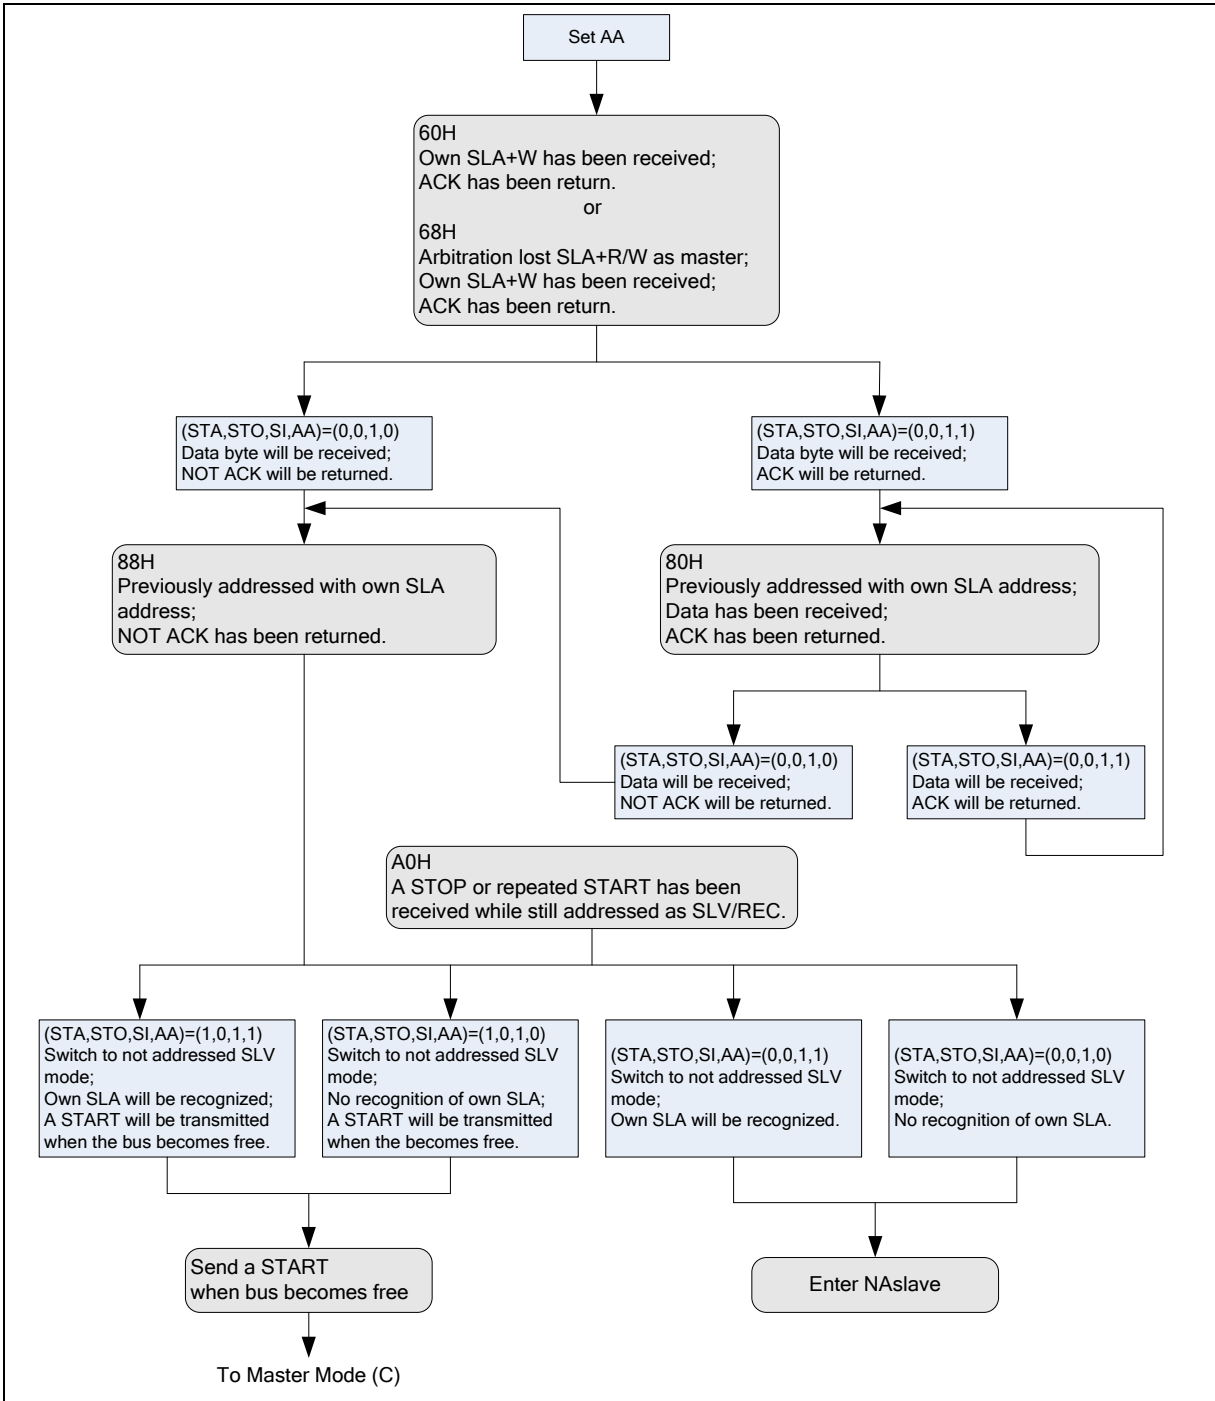 Set AA
60H
Own SLA+W has been received;
ACK has been return.
or
68H
Arbitration lost SLA+R/W as master;
Own SLA+W has been received;
ACK has been return.
(STA,STO,SI,AA)=(0,0,1,0)
Data byte will be received;
NOT ACK will be returned.
(STA,STO,SI,AA)=(0,0,1,1)
Data byte will be received;
ACK will be returned.
88H
Previously addressed with own SLA
address;
NOT ACK has been returned.
80H
Previously addressed with own SLA address;
Data has been received;
ACK has been returned.
(STA,STO,SI,AA)=(0,0,1,0)
Data will be received;
NOT ACK will be returned.
(STA,STO,SI,AA)=(0,0,1,1)
Data will be received;
ACK will be returned.
A0H
A STOP or repeated START has been
received while still addressed as SLV/REC.
(STA,STO,SI,AA)=(1,0,1,1)
Switch to not addressed SLV
mode;
Own SLA will be recognized;
A START will be transmitted
when the bus becomes free.
(STA,STO,SI,AA)=(1,0,1,0)
Switch to not addressed SLV
mode;
No recognition of own SLA;
A START will be transmitted
when the becomes free.
(STA,STO,SI,AA)=(0,0,1,1)
Switch to not addressed SLV
mode;
Own SLA will be recognized.
(STA,STO,SI,AA)=(0,0,1,0)
Switch to not addressed SLV
mode;
No recognition of own SLA.
Send a START
when bus becomes free
Enter NAslave
To Master Mode (C)